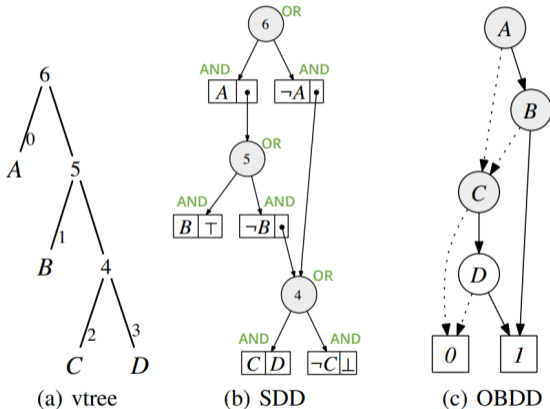 6
0
A
5
1
B
4
2
3
C
D
(a) vtree
OR
6
AND
AND
A
¬A
OR
5
AND
AND
B ⊤
¬B
OR
4
AND
AND
C D
¬C ⊥
(b) SDD
A
B
C
D
0
1
(c) OBDD